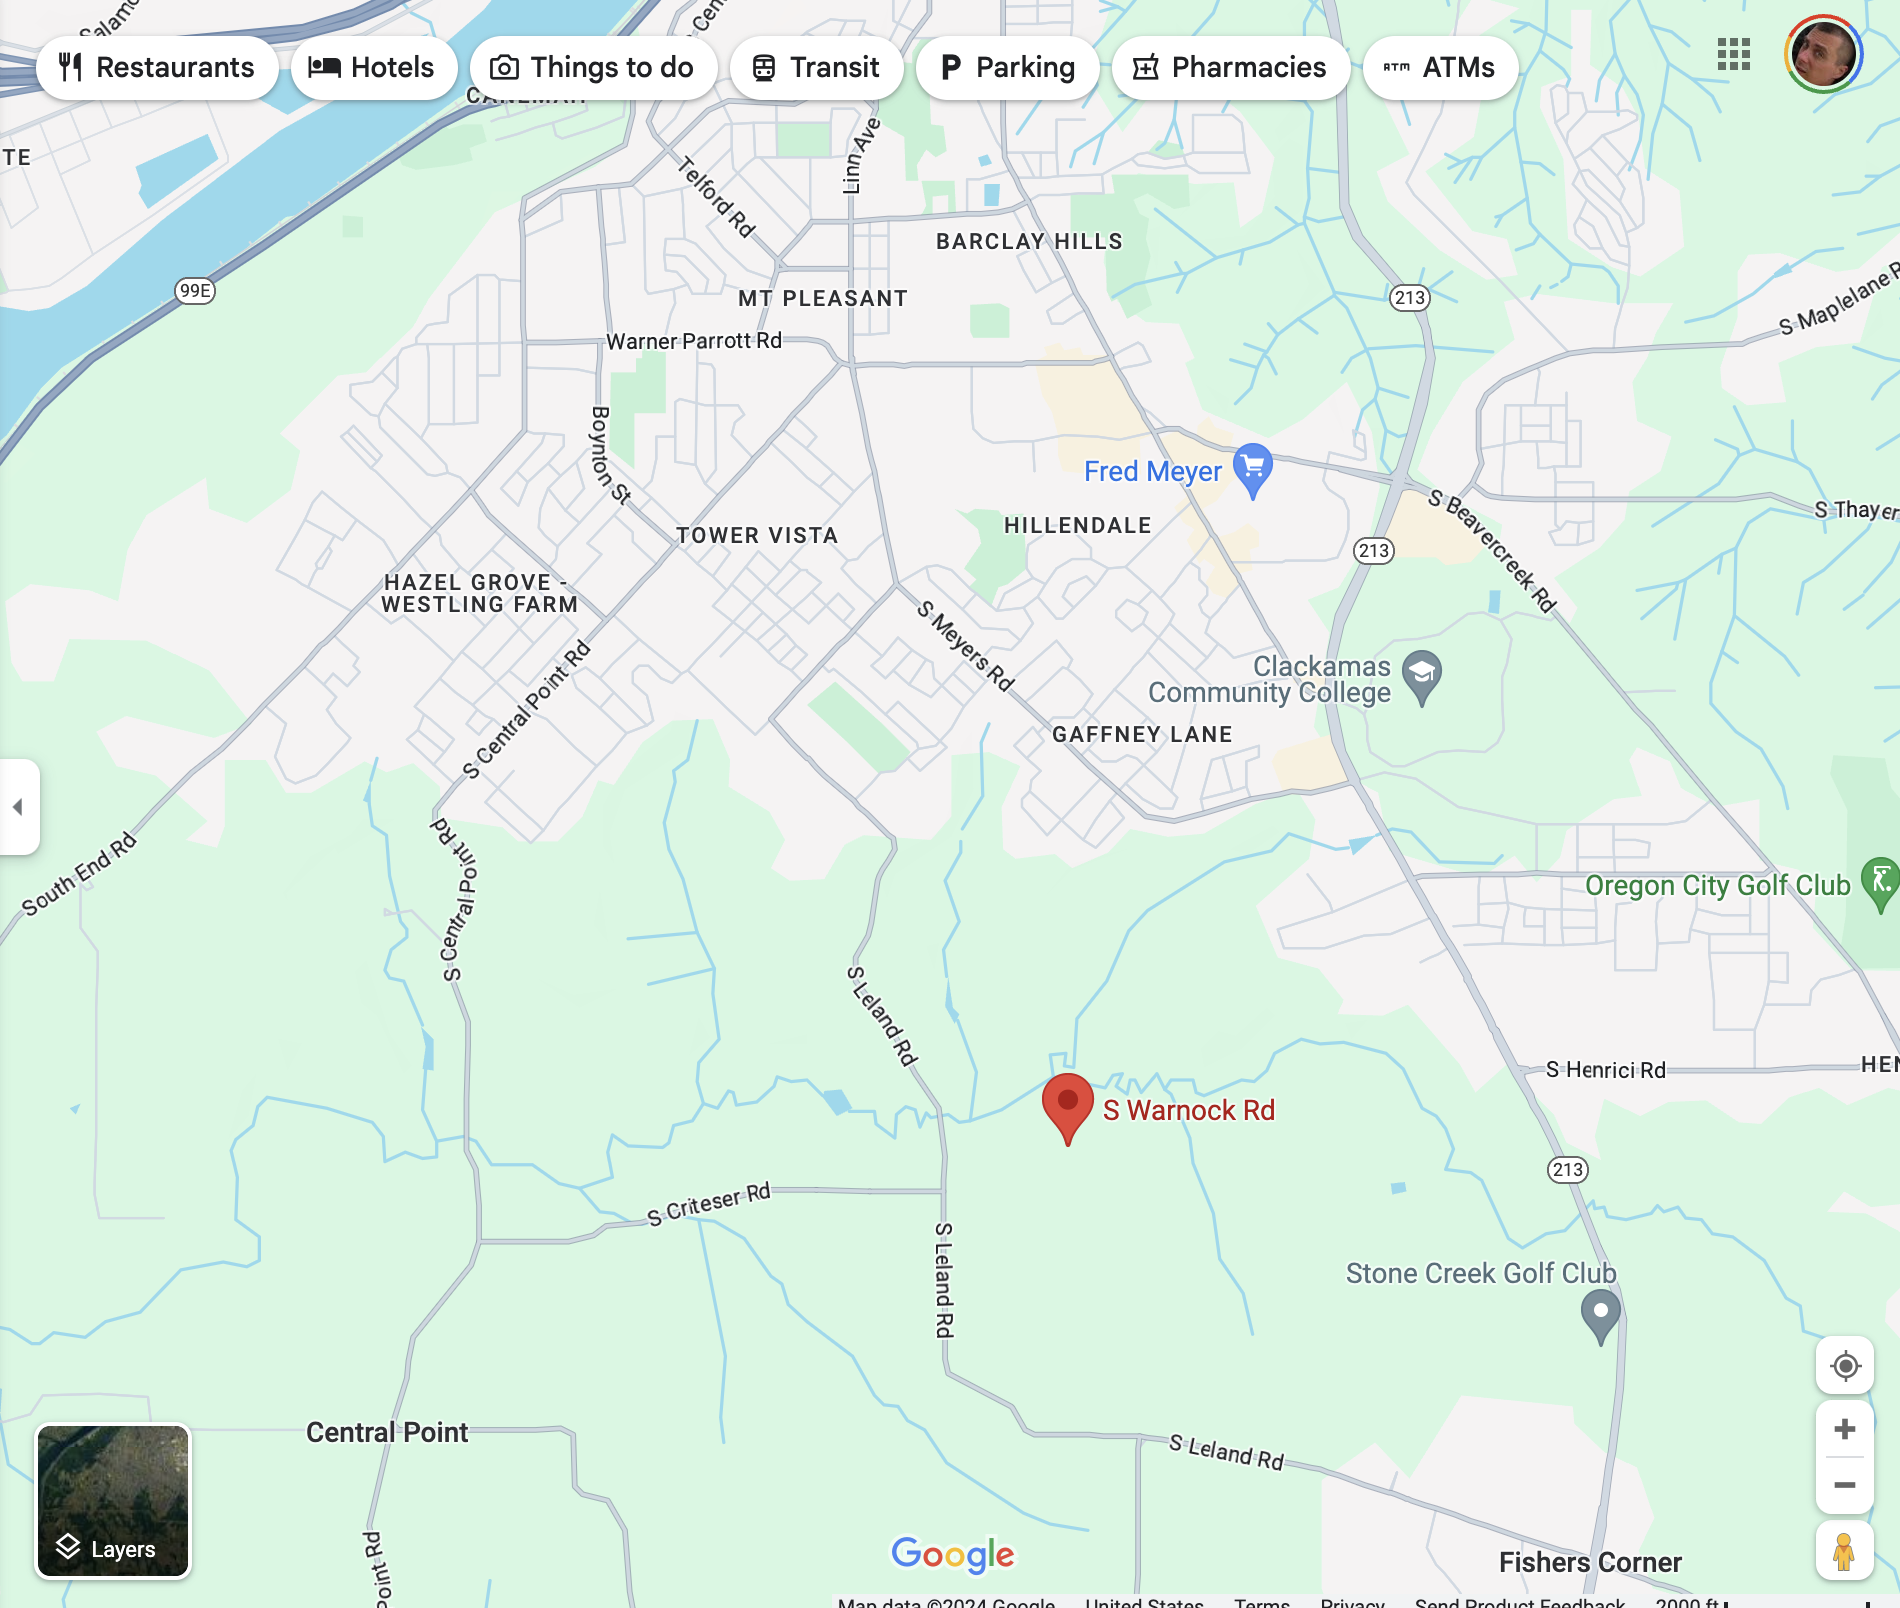 Restaurants
Hotels
Things to do
Transit
Parking
Pharmacies
ATM ATMs
Telford Rd
Linn Ave
BARCLAY HILLS
99E
MT PLEASANT
213
S Maplelane R
Warner Parrott Rd
Boynton St
Fred Meyer
S Beavercreek Rd
S Thayer
TOWER VISTA
HILLENDALE
213
HAZEL GROVE -
WESTLING FARM
S Meyers Rd
S Central Point Rd
Clackamas
Community College
GAFFNEY LANE
South End Rd
S Central Point Rd
Oregon City Golf Club
S Leland Rd
S Henrici Rd
HEN
S Warnock Rd
213
S Criteser Rd
S Leland Rd
Stone Creek Golf Club
Central Point
S Leland Rd
Layers
Point Rd
Google
Fishers Corner
Map data ©2024 Google United States Terms Privacy Send Product Feedback 2000 ft